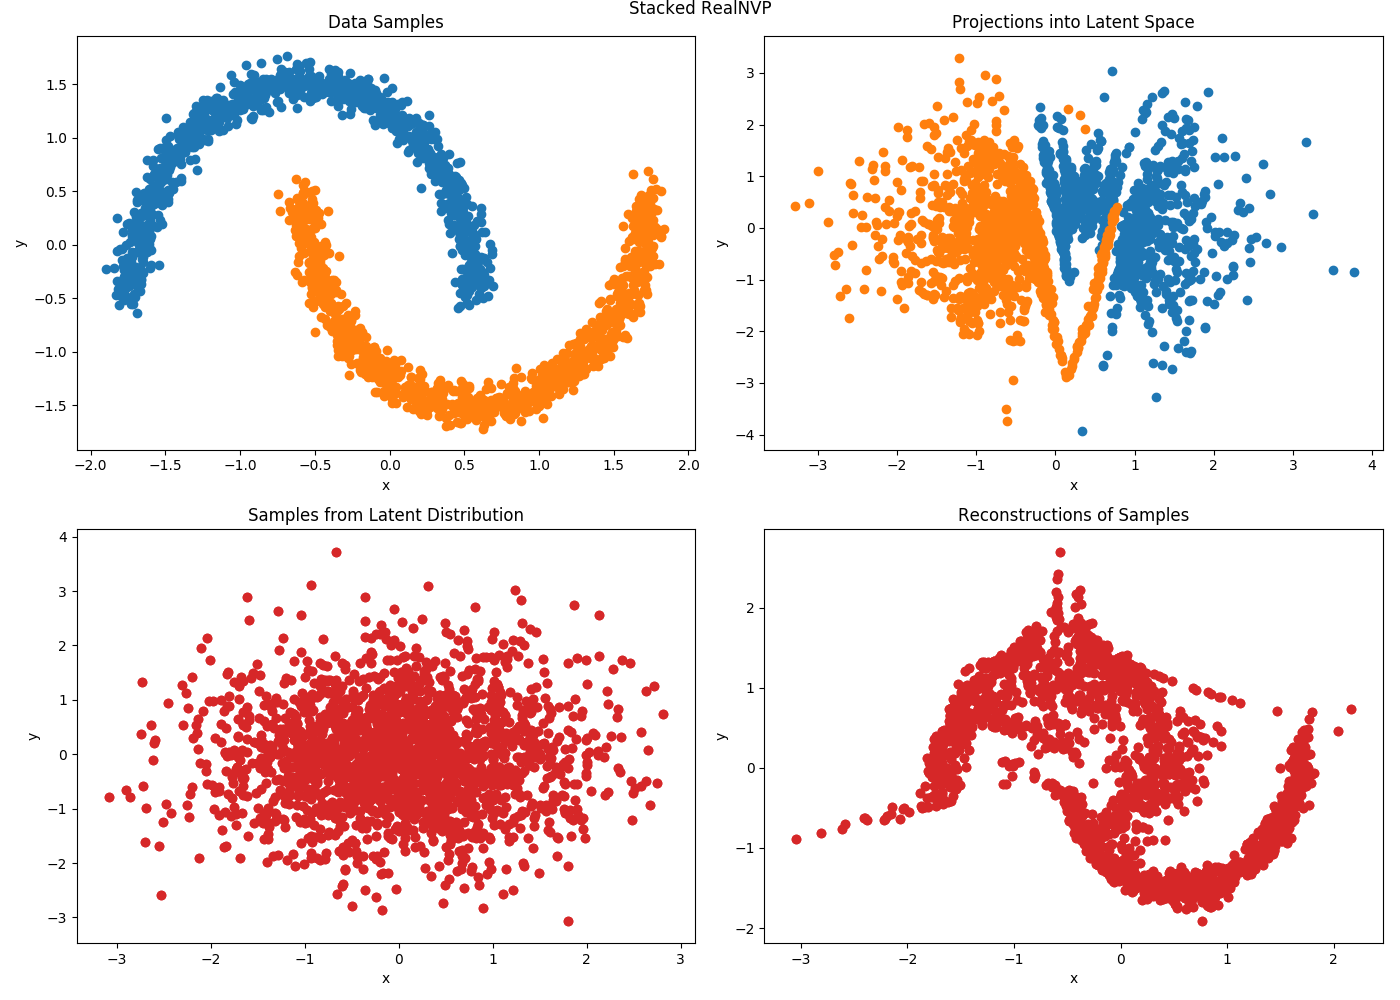 Stacked RealNVP
Data Samples
1.5
1.0
0.5
0.0
−0.5
−1.0
−1.5
y
−2.0 −1.5 −1.0 −0.5 0.0 0.5 1.0 1.5 2.0
x
Projections into Latent Space
3
2
1
0
−1
−2
−3
−4
y
−3 −2 −1 0 1 2 3 4
x
Samples from Latent Distribution
4
3
2
1
0
−1
−2
−3
y
−3 −2 −1 0 1 2 3
x
Reconstructions of Samples
2
1
0
−1
−2
y
−3 −2 −1 0 1 2
x